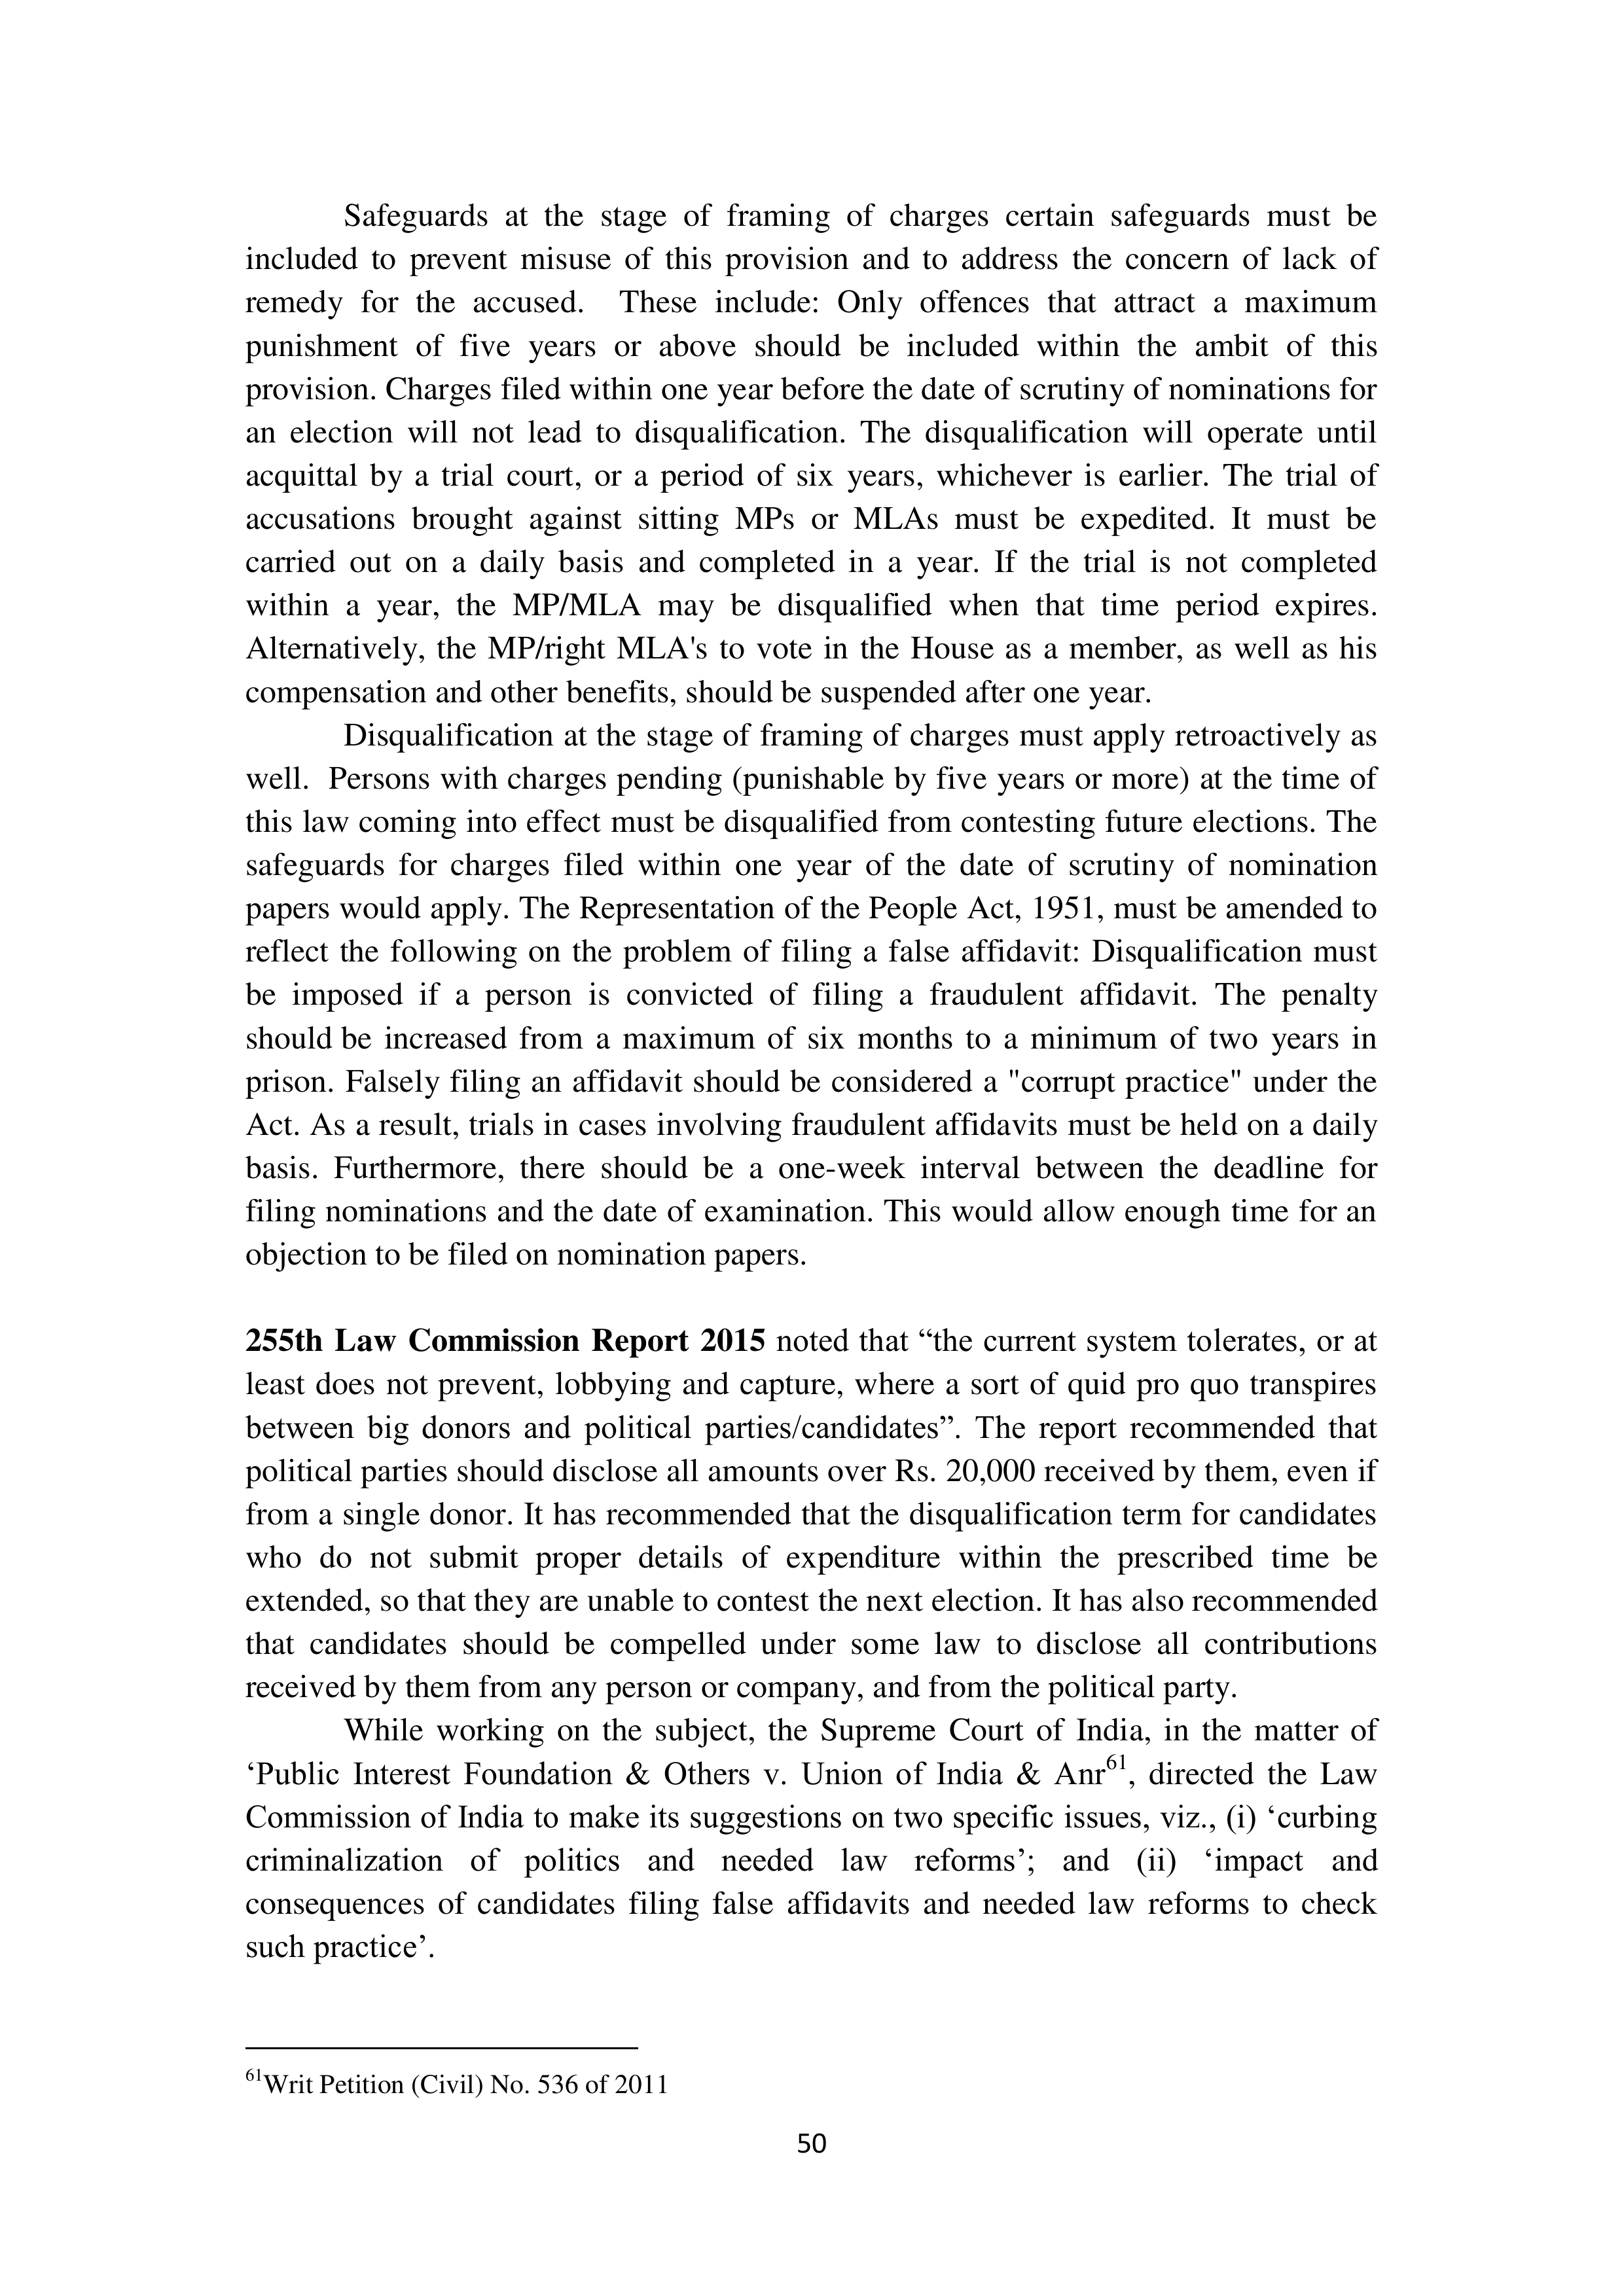 Safeguards at the stage of framing of charges certain safeguards must be
included to prevent misuse of this provision and to address the concern of lack of
remedy for the accused.  These include: Only offences that attract a maximum
punishment of five years or above should be included within the ambit of this
provision. Charges filed within one year before the date of scrutiny of nominations for
an election will not lead to disqualification. The disqualification will operate until
acquittal by a trial court, or a period of six years, whichever is earlier. The trial of
accusations brought against sitting MPs or MLAs must be expedited. It must be
carried out on a daily basis and completed in a year. If the trial is not completed
within a year, the MP/MLA may be disqualified when that time period expires.
Alternatively, the MP/right MLA's to vote in the House as a member, as well as his
compensation and other benefits, should be suspended after one year.
Disqualification at the stage of framing of charges must apply retroactively as
well.  Persons with charges pending (punishable by five years or more) at the time of
this law coming into effect must be disqualified from contesting future elections. The
safeguards for charges filed within one year of the date of scrutiny of nomination
papers would apply. The Representation of the People Act, 1951, must be amended to
reflect the following on the problem of filing a false affidavit: Disqualification must
be imposed if a person is convicted of filing a fraudulent affidavit. The penalty
should be increased from a maximum of six months to a minimum of two years in
prison. Falsely filing an affidavit should be considered a "corrupt practice" under the
Act. As a result, trials in cases involving fraudulent affidavits must be held on a daily
basis. Furthermore, there should be a one-week interval between the deadline for
filing nominations and the date of examination. This would allow enough time for an
objection to be filed on nomination papers.
255th Law Commission Report 2015 noted that “the current system tolerates, or at
least does not prevent, lobbying and capture, where a sort of quid pro quo transpires
between big donors and political parties/candidates”. The report recommended that
political parties should disclose all amounts over Rs. 20,000 received by them, even if
from a single donor. It has recommended that the disqualification term for candidates
who do not submit proper details of expenditure within the prescribed time be
extended, so that they are unable to contest the next election. It has also recommended
that candidates should be compelled under some law to disclose all contributions
received by them from any person or company, and from the political party.
While working on the subject, the Supreme Court of India, in the matter of
‘Public Interest Foundation & Others v. Union of India & Anr61, directed the Law
Commission of India to make its suggestions on two specific issues, viz., (i) ‘curbing
criminalization of politics and needed law reforms’; and (ii) ‘impact and
consequences of candidates filing false affidavits and needed law reforms to check
such practice’.
61Writ Petition (Civil) No. 536 of 2011
50